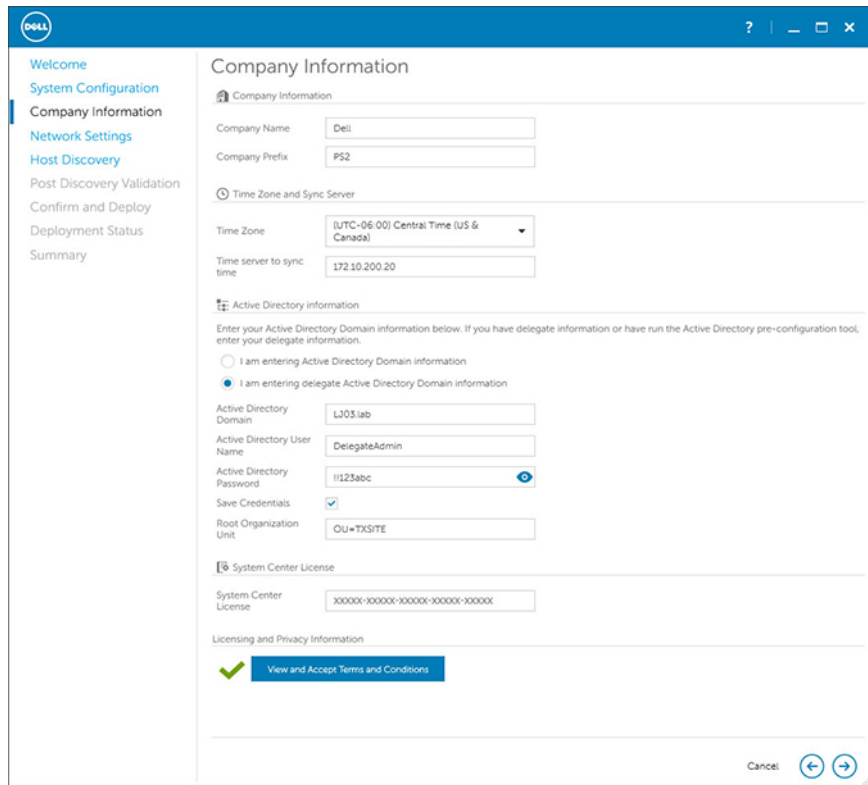 DELL
?
Welcome
System Configuration
Company Information
Network Settings
Host Discovery
Post Discovery Validation
Confirm and Deploy
Deployment Status
Summary
Company Information
Company Information
Company Name
Dell
Company Prefix
PS2
Time Zone and Sync Server
Time Zone
(UTC-06:00) Central Time (US &
Canada)
Time server to sync
time
172.10.200.20
Active Directory information
Enter your Active Directory Domain information below. If you have delegate information or have run the Active Directory pre-configuration tool,
enter your delegate information.
I am entering Active Directory Domain information
I am entering delegate Active Directory Domain information
Active Directory
Domain
LJ03.lab
Active Directory User
Name
DelegateAdmin
Active Directory
Password
!!123abc
Save Credentials
Root Organization
Unit
OU=TXSITE
System Center License
System Center
License
XXXXX-XXXXX-XXXXX-XXXXX-XXXXX
Licensing and Privacy Information
View and Accept Terms and Conditions
Cancel